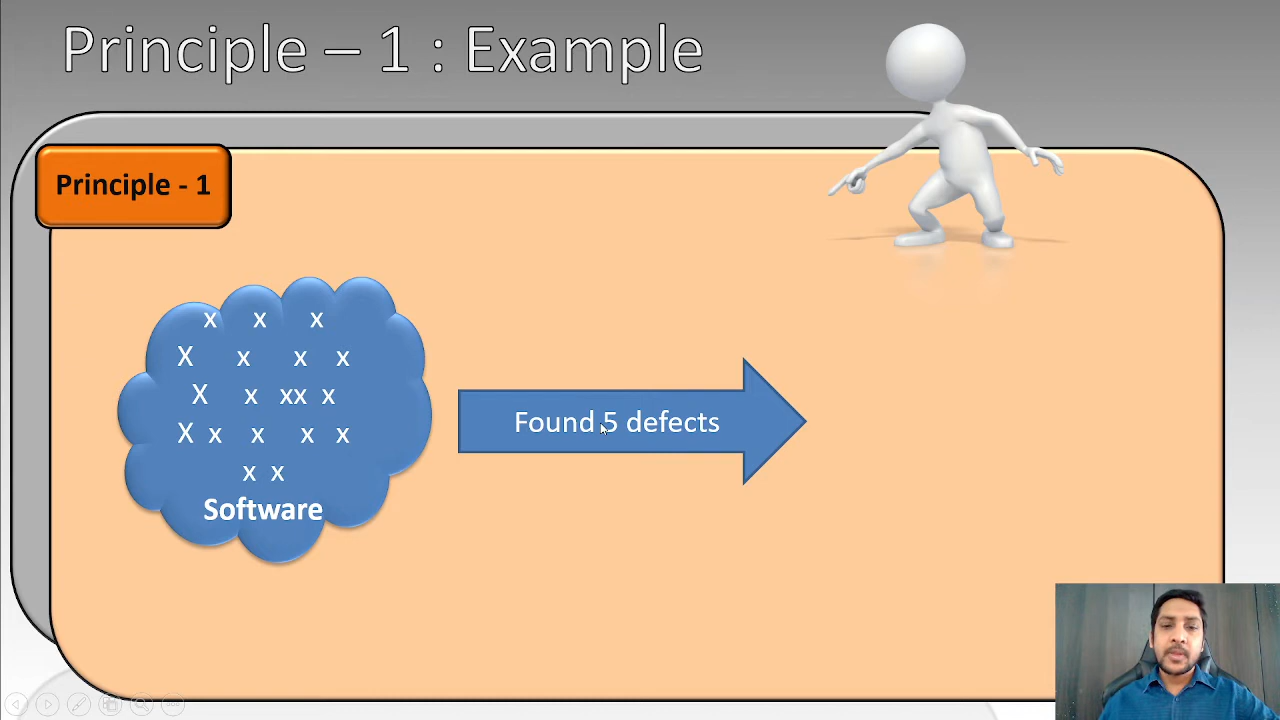 Principle – 1 : Example
Principle - 1
x x x
X x x x
X x xx x
X x x x x
x x
Software
Found 5 defects